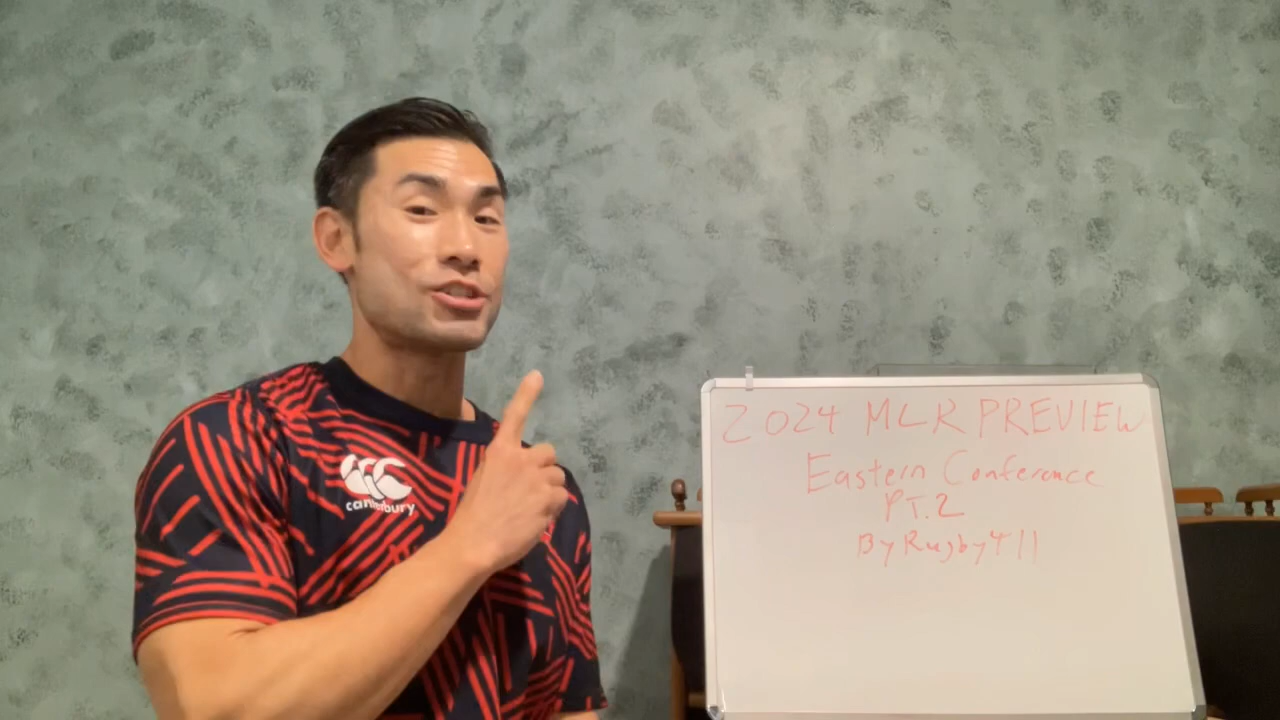 canterbury
2024 MLR PREVIEW
Eastern Conference
PT.2
By Rugby411